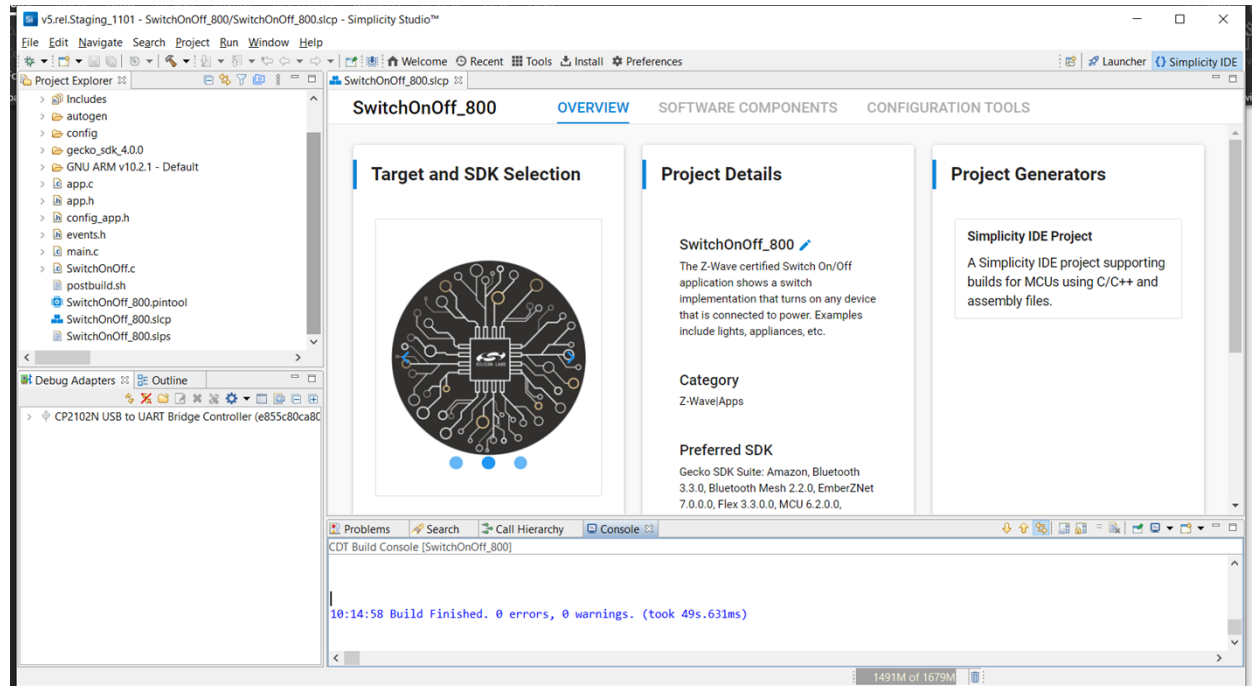 v5.rel.Staging_1101 - SwitchOnOff_800/SwitchOnOff_800.slcp - Simplicity Studio™
File Edit Navigate Search Project Run Window Help
Welcome Recent Tools Install Preferences
Launcher {} Simplicity IDE
Project Explorer
Includes
autogen
config
gecko_sdk_4.0.0
GNU ARM v10.2.1 - Default
app.c
app.h
config_app.h
events.h
main.c
SwitchOnOff.c
postbuild.sh
SwitchOnOff_800.pintool
SwitchOnOff_800.slcp
SwitchOnOff_800.slps
Debug Adapters Outline
CP2102N USB to UART Bridge Controller (e855c80ca80
SwitchOnOff_800.slcp
SwitchOnOff_800 OVERVIEW SOFTWARE COMPONENTS CONFIGURATION TOOLS
Target and SDK Selection
SILICON LABS
Project Details
SwitchOnOff_800
The Z-Wave certified Switch On/Off
application shows a switch
implementation that turns on any device
that is connected to power. Examples
include lights, appliances, etc.
Category
Z-Wave|Apps
Preferred SDK
Gecko SDK Suite: Amazon, Bluetooth
3.3.0, Bluetooth Mesh 2.2.0, EmberZNet
7.0.0.0, Flex 3.3.0.0, MCU 6.2.0.0,
Project Generators
Simplicity IDE Project
A Simplicity IDE project supporting
builds for MCUs using C/C++ and
assembly files.
Problems Search Call Hierarchy Console
CDT Build Console [SwitchOnOff_800]
10:14:58 Build Finished. 0 errors, 0 warnings. (took 49s.631ms)
1491M of 1679M